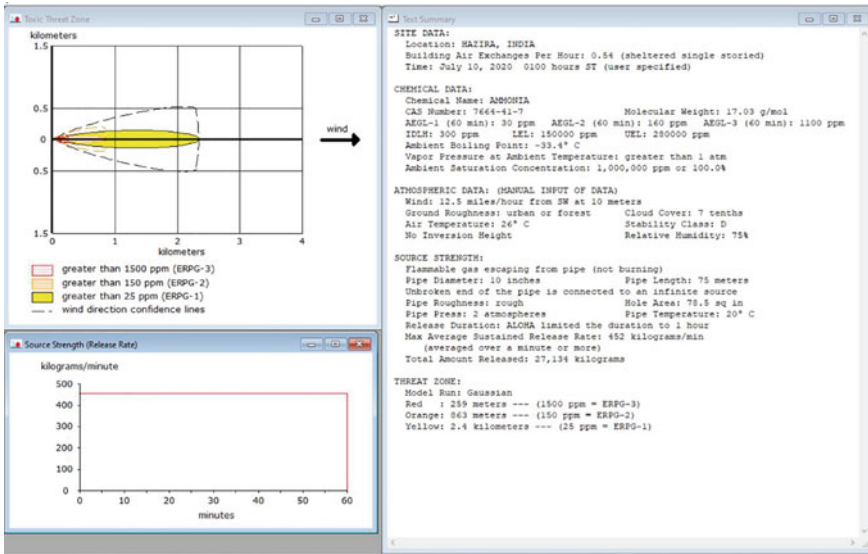 Toxic Threat Zone
kilometers
1.5
0.5
0
0.5
1.5
0
1
2
3
4
kilometers
wind
greater than 1500 ppm (ERPG-3)
greater than 150 ppm (ERPG-2)
greater than 25 ppm (ERPG-1)
wind direction confidence lines
Source Strength (Release Rate)
kilograms/minute
500
400
300
200
100
0
0 10 20 30 40 50 60
minutes
Text Summary
SITE DATA:
Location: HAZIRA, INDIA
Building Air Exchanges Per Hour: 0.54 (sheltered single storied)
Time: July 10, 2020 0100 hours ST (user specified)
CHEMICAL DATA:
Chemical Name: AMMONIA
CAS Number: 7664-41-7 Molecular Weight: 17.03 g/mol
AEGL-1 (60 min): 30 ppm AEGL-2 (60 min): 160 ppm AEGL-3 (60 min): 1100 ppm
IDLH: 300 ppm LEL: 150000 ppm UEL: 280000 ppm
Ambient Boiling Point: -33.4° C
Vapor Pressure at Ambient Temperature: greater than 1 atm
Ambient Saturation Concentration: 1,000,000 ppm or 100.0%
ATMOSPHERIC DATA: (MANUAL INPUT OF DATA)
Wind: 12.5 miles/hour from SW at 10 meters
Ground Roughness: urban or forest Cloud Cover: 7 tenths
Air Temperature: 26° C Stability Class: D
No Inversion Height Relative Humidity: 75%
SOURCE STRENGTH:
Flammable gas escaping from pipe (not burning)
Pipe Diameter: 10 inches Pipe Length: 75 meters
Unbroken end of the pipe is connected to an infinite source
Pipe Roughness: rough Hole Area: 78.5 sq in
Pipe Press: 2 atmospheres Pipe Temperature: 20° C
Release Duration: ALOHA limited the duration to 1 hour
Max Average Sustained Release Rate: 452 kilograms/min
(averaged over a minute or more)
Total Amount Released: 27,134 kilograms
THREAT ZONE:
Model Run: Gaussian
Red : 259 meters --- (1500 ppm = ERPG-3)
Orange: 863 meters --- (150 ppm = ERPG-2)
Yellow: 2.4 kilometers --- (25 ppm = ERPG-1)